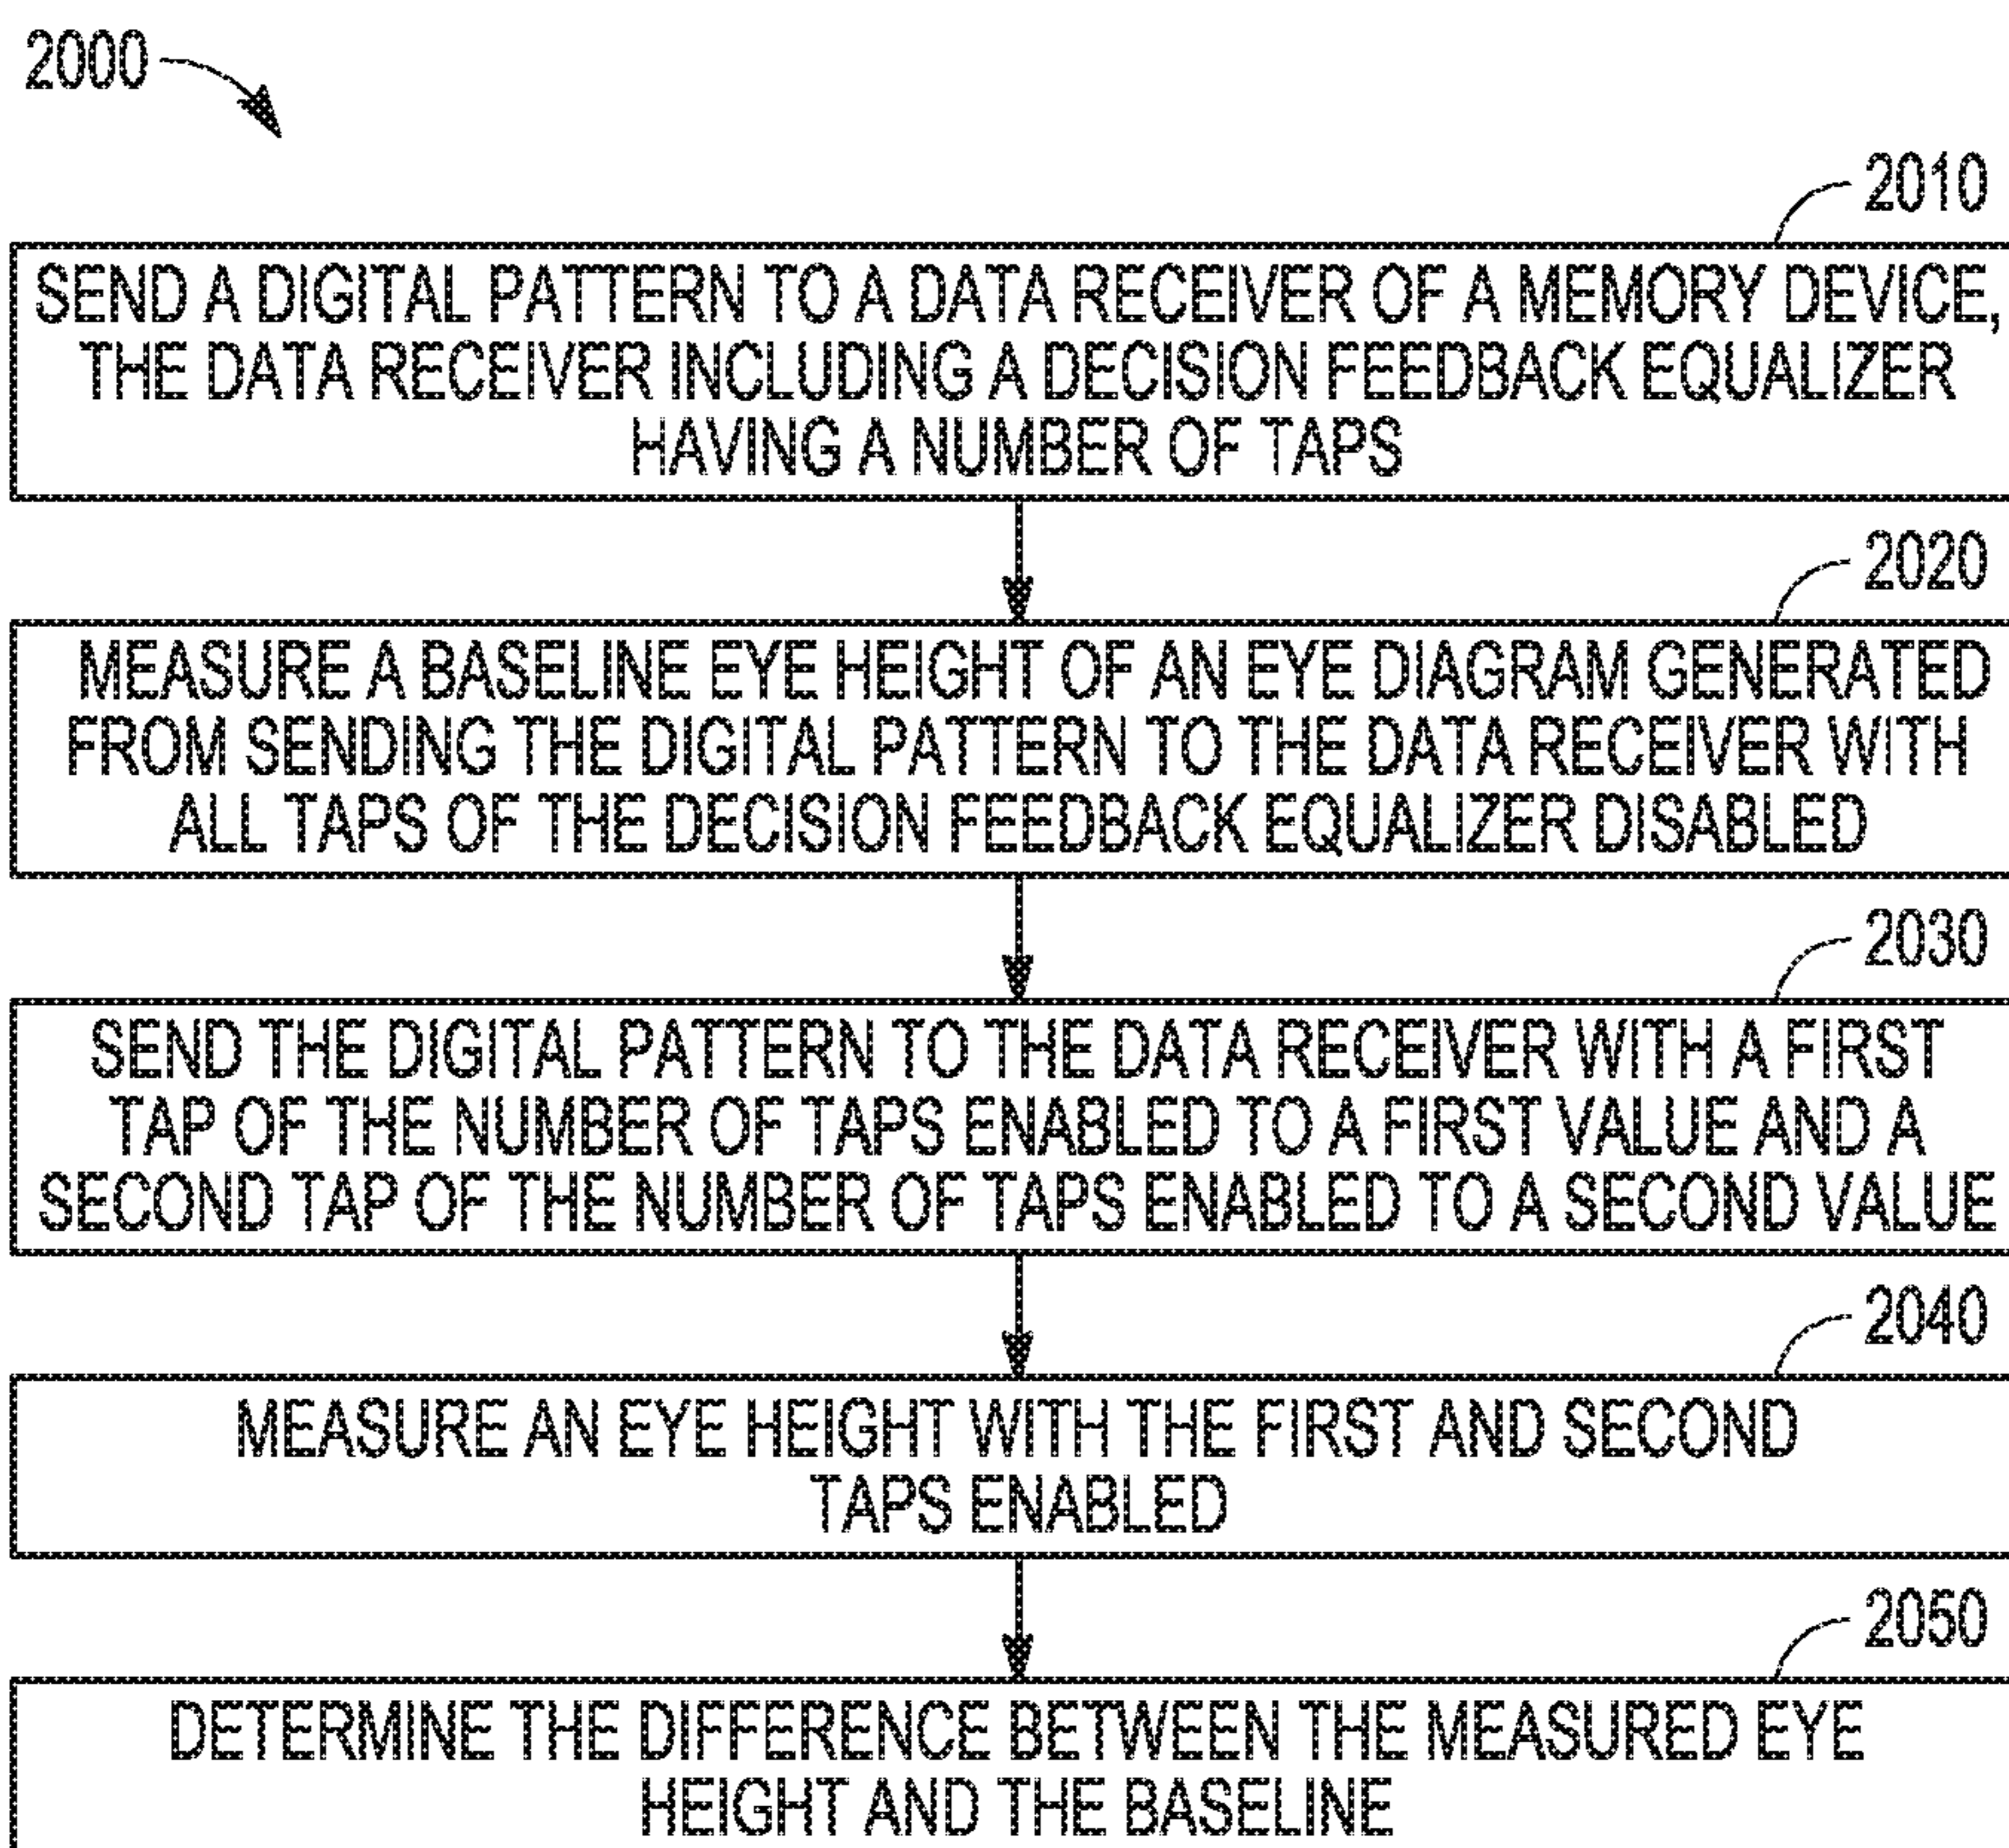 2000
2010
SEND A DIGITAL PATTERN TO A DATA RECEIVER OF A MEMORY DEVICE,
THE DATA RECEIVER INCLUDING A DECISION FEEDBACK EQUALIZER
HAVING A NUMBER OF TAPS
2020
MEASURE A BASELINE EYE HEIGHT OF AN EYE DIAGRAM GENERATED
FROM SENDING THE DIGITAL PATTERN TO THE DATA RECEIVER WITH
ALL TAPS OF THE DECISION FEEDBACK EQUALIZER DISABLED
2030
SEND THE DIGITAL PATTERN TO THE DATA RECEIVER WITH A FIRST
TAP OF THE NUMBER OF TAPS ENABLED TO A FIRST VALUE AND A
SECOND TAP OF THE NUMBER OF TAPS ENABLED TO A SECOND VALUE
2040
MEASURE AN EYE HEIGHT WITH THE FIRST AND SECOND
TAPS ENABLED
2050
DETERMINE THE DIFFERENCE BETWEEN THE MEASURED EYE
HEIGHT AND THE BASELINE